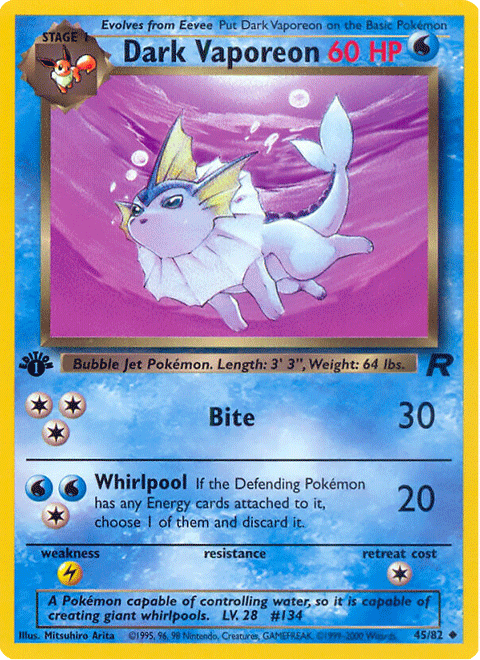 Evolves from Eevee Put Dark Vaporeon on the Basic Pokémon
STAGE 1
Dark Vaporeon 60 HP
EDITION
1
Bubble Jet Pokémon. Length: 3' 3", Weight: 64 lbs.
R
Bite 30
Whirlpool If the Defending Pokémon
has any Energy cards attached to it,
choose 1 of them and discard it.
20
weakness resistance retreat cost
A Pokémon capable of controlling water, so it is capable of
creating giant whirlpools. LV. 28 #134
Illus. Mitsuhiro Arita ©1995, 96, 98 Nintendo, Creatures, GAMEFREAK. ©1999-2000 Wizards. 45/82